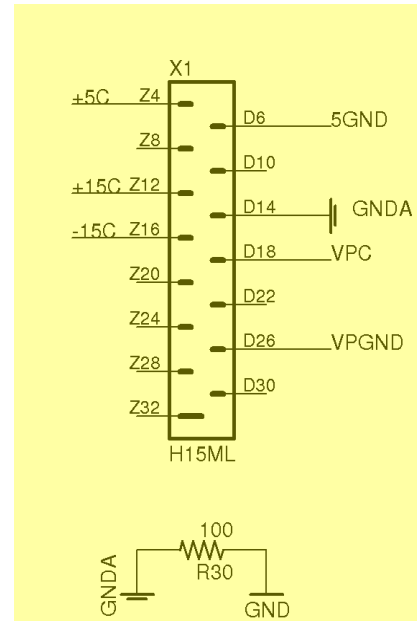 X1
+5C Z4
D6 5GND
Z8
D10
+15C Z12
D14 GNDA
-15C Z16
D18 VPC
Z20
D22
Z24
D26 VPGND
Z28
D30
Z32
H15ML
100
R30
GNDA
GND